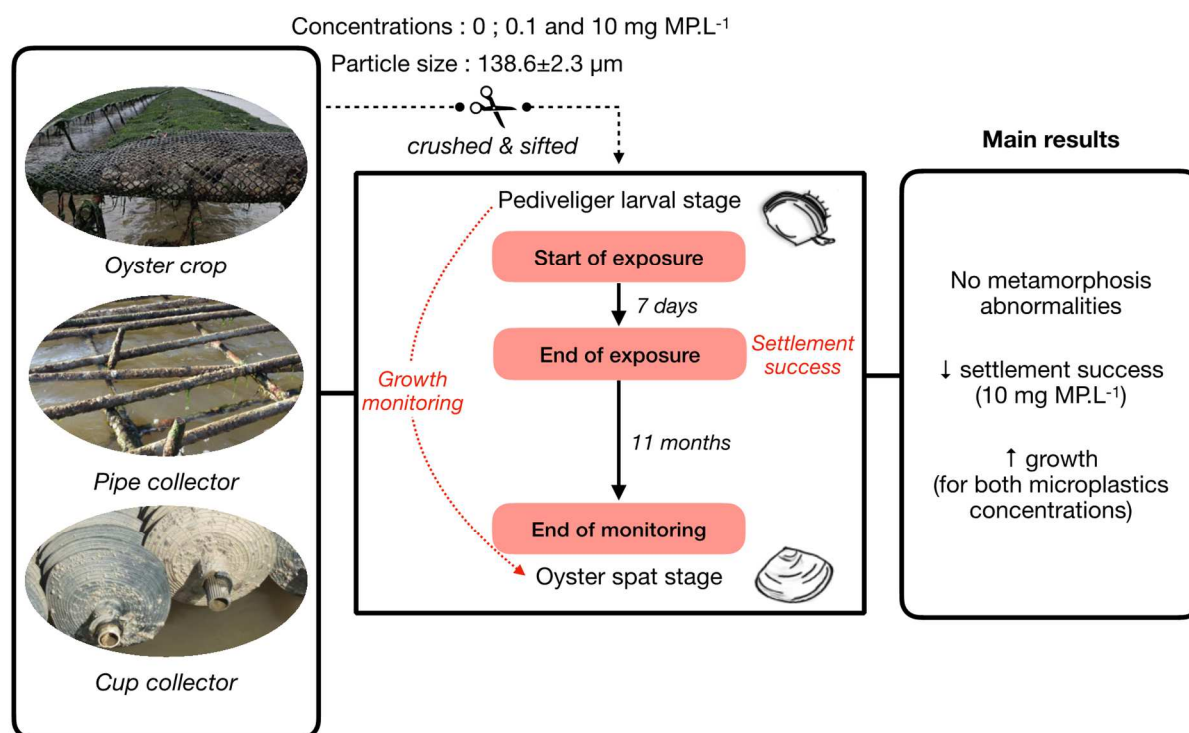 Concentrations : 0 ; 0.1 and 10 mg MP.L⁻¹
Particle size : 138.6±2.3 µm
crushed & sifted
Oyster crop
Pipe collector
Cup collector
Pediveliger larval stage
Start of exposure
7 days
End of exposure
Settlement
success
Growth
monitoring
11 months
End of monitoring
Oyster spat stage
Main results
No metamorphosis
abnormalities
↓ settlement success
(10 mg MP.L⁻¹)
↑ growth
(for both microplastics
concentrations)